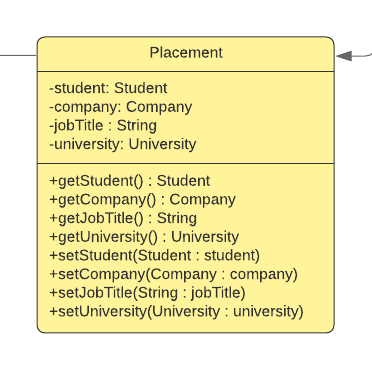 Placement
-student: Student
-company: Company
-jobTitle : String
-university: University
+getStudent() : Student
+getCompany() : Company
+getJobTitle() : String
+getUniversity() : University
+setStudent(Student : student)
+setCompany(Company : company)
+setJobTitle(String : jobTitle)
+setUniversity(University : university)